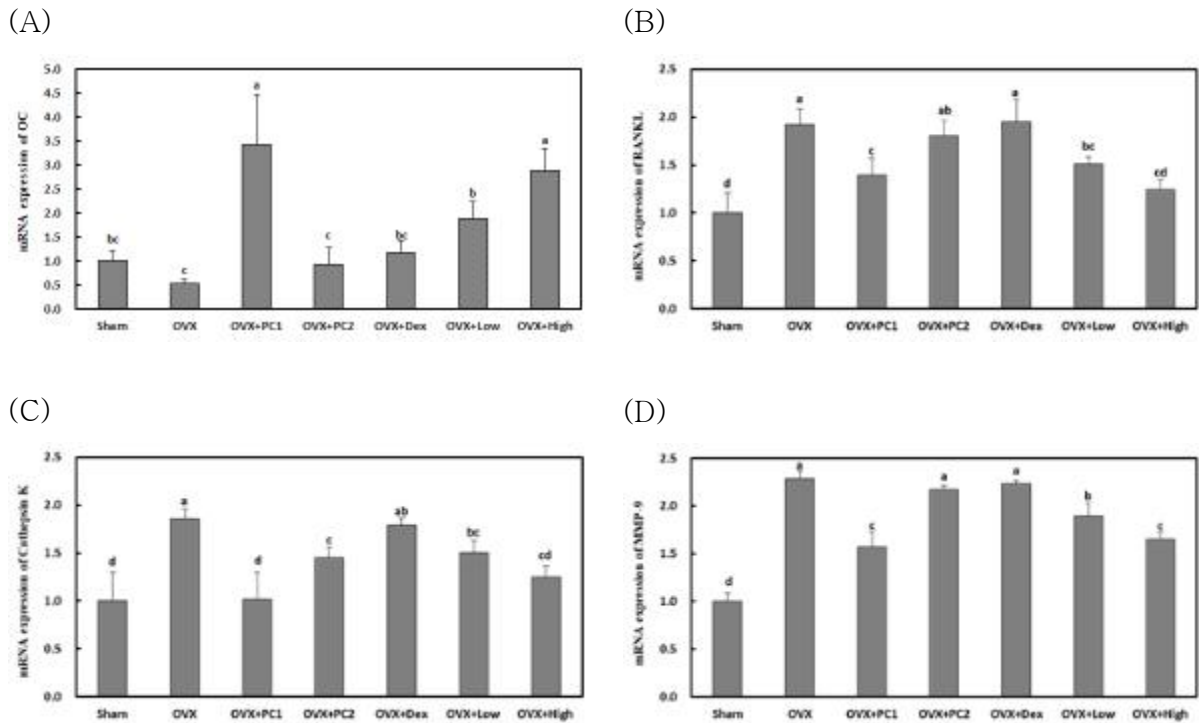 (A)
mRNA expression of OC
5.0
4.5
4.0
3.5
3.0
2.5
2.0
1.5
1.0
0.5
0.0
bc
c
a
c
bc
b
a
Sham OVX OVX+PC1 OVX+PC2 OVX+Dex OVX+Low OVX+High
(B)
mRNA expression of RANKL
2.5
2.0
1.5
1.0
0.5
0.0
d
a
c
ab
a
bc
cd
Sham OVX OVX+PC1 OVX+PC2 OVX+Dex OVX+Low OVX+High
(C)
mRNA expression of Cathepsin K
2.5
2.0
1.5
1.0
0.5
0.0
d
a
d
c
ab
bc
cd
Sham OVX OVX+PC1 OVX+PC2 OVX+Dex OVX+Low OVX+High
(D)
mRNA expression of MMP-9
2.5
2.0
1.5
1.0
0.5
0.0
d
a
c
a
a
b
c
Sham OVX OVX+PC1 OVX+PC2 OVX+Dex OVX+Low OVX+High